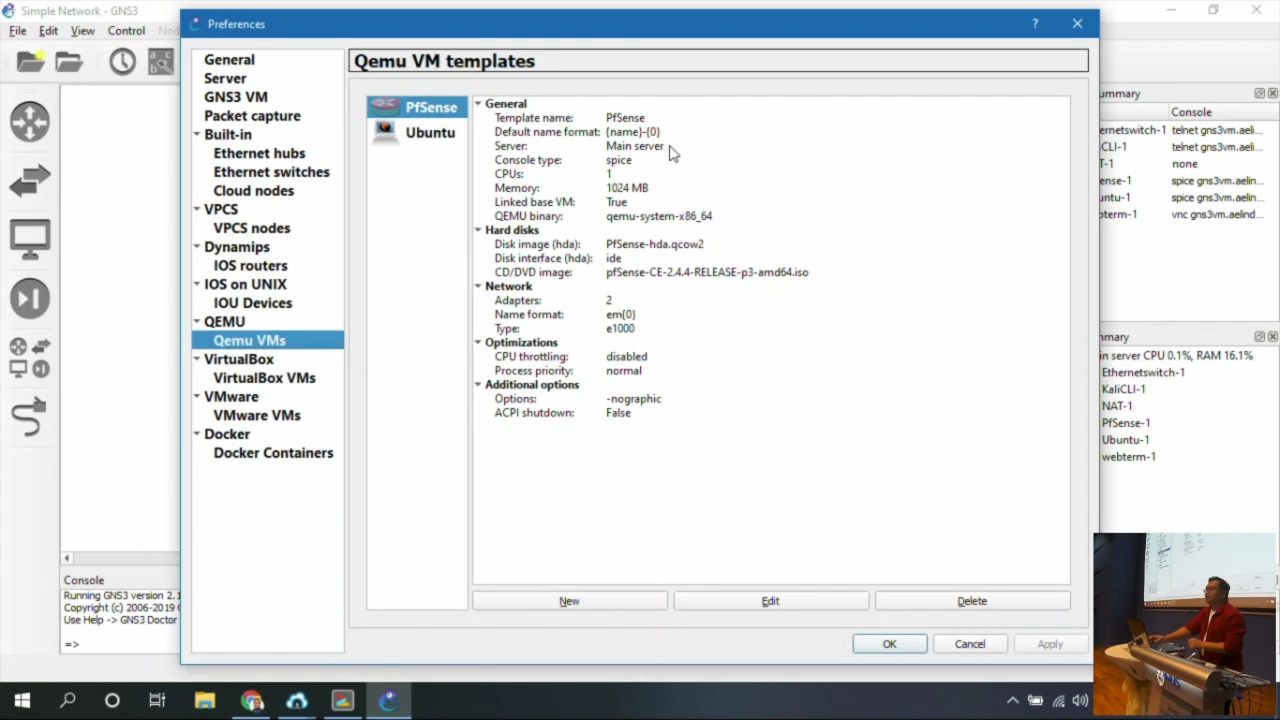 Simple Network - GNS3
File Edit View Control
Preferences
?
General
Server
GNS3 VM
Packet capture
Built-in
Ethernet hubs
Ethernet switches
Cloud nodes
VPCS
VPCS nodes
Dynamips
IOS routers
IOS on UNIX
IOU Devices
QEMU
Qemu VMs
VirtualBox
VirtualBox VMs
VMware
VMware VMs
Docker
Docker Containers
Qemu VM templates
PfSense
Ubuntu
General
Template name: PfSense
Default name format: {name}-{0}
Server: Main server
Console type: spice
CPUs: 1
Memory: 1024 MB
Linked base VM: True
QEMU binary: qemu-system-x86_64
Hard disks
Disk image (hda): PfSense-hda.qcow2
Disk interface (hda): ide
CD/DVD image: pfSense-CE-2.4.4-RELEASE-p3-amd64.iso
Network
Adapters: 2
Name format: em{0}
Type: e1000
Optimizations
CPU throttling: disabled
Process priority: normal
Additional options
Options: -nographic
ACPI shutdown: False
New Edit Delete
OK Cancel Apply
ummary
Console
ernetswitch-1 telnet gns3vm.aeli...
iCLI-1 telnet gns3vm.aeli...
T-1 none
ense-1 spice gns3vm.aelin...
untu-1 spice gns3vm.aelin...
bterm-1 vnc gns3vm.aelind...
mmary
in server CPU 0.1%, RAM 16.1%
Ethernetswitch-1
KaliCLI-1
NAT-1
PfSense-1
Ubuntu-1
webterm-1
Console
Running GNS3 version 2.1
Copyright (c) 2006-2019 G
Use Help -> GNS3 Doctor
=>